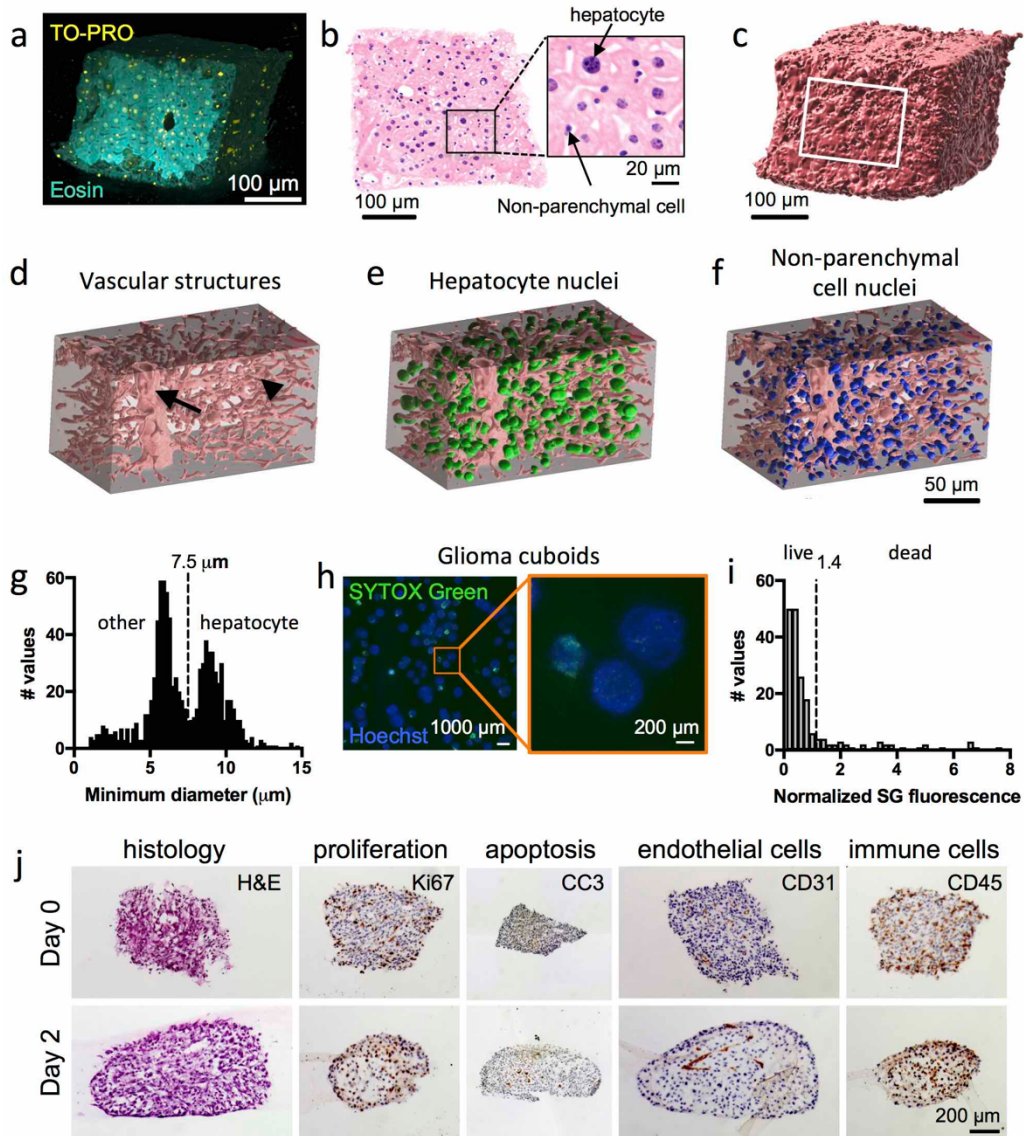 a
TO-PRO
Eosin
100 µm
b
hepatocyte
20 µm
100 µm
Non-parenchymal cell
c
100 µm
d
Vascular structures
e
Hepatocyte nuclei
f
Non-parenchymal
cell nuclei
50 µm
g
7.5 µm
60
40
20
0
other
hepatocyte
# values
0
5
10
15
Minimum diameter (µm)
Glioma cuboids
h
SYTOX Green
Hoechst
1000 µm
200 µm
i
live
1.4
dead
60
40
20
0
# values
0
2
4
6
8
Normalized SG fluorescence
j
histology
proliferation
apoptosis
endothelial cells
immune cells
H&E
Ki67
CC3
CD31
CD45
Day 0
Day 2
200 µm